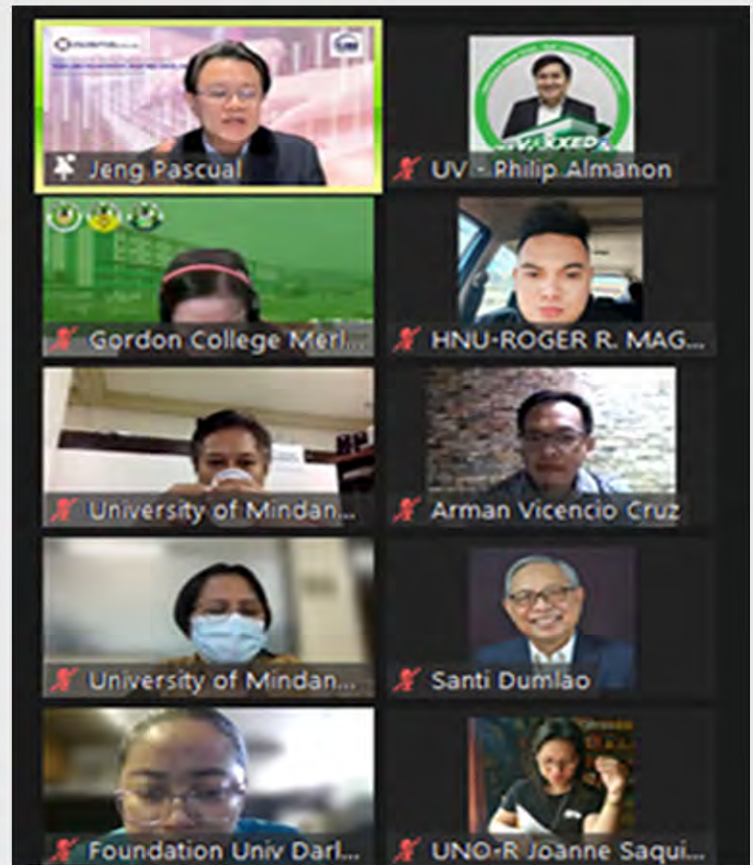 Jeng Pascual
UV - Philip Almanon
VAXXED
Gordon College Merl...
HNU-ROGER R. MAG...
University of Mindan...
Arman Vicencio Cruz
University of Mindan...
Santi Dumlao
Foundation Univ Darl...
UNO-R Joanne Saqui...